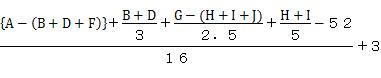 {A−(B+D+F)}+ B+D/3 + G−(H+I+J)/２．５ + H+I/5 −５２
１６
+３